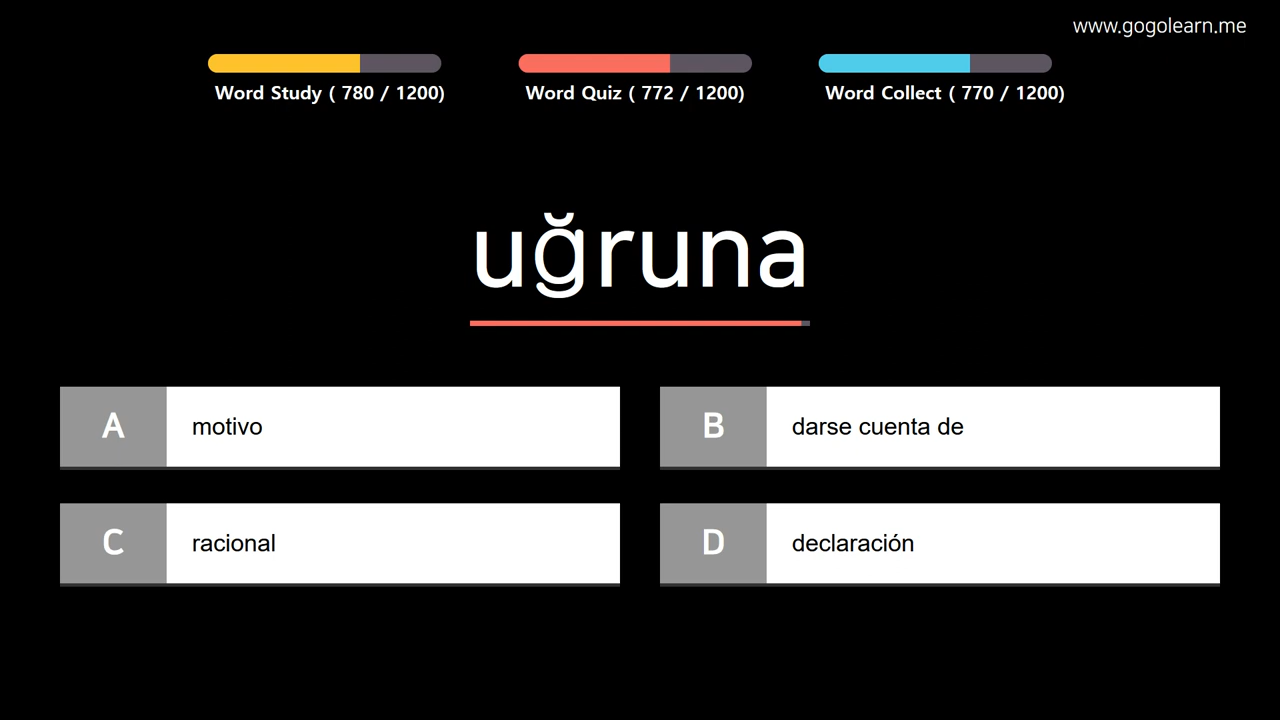 www.gogolearn.me
Word Study ( 780 / 1200)
Word Quiz ( 772 / 1200)
Word Collect ( 770 / 1200)
uğruna
A motivo
B darse cuenta de
C racional
D declaración